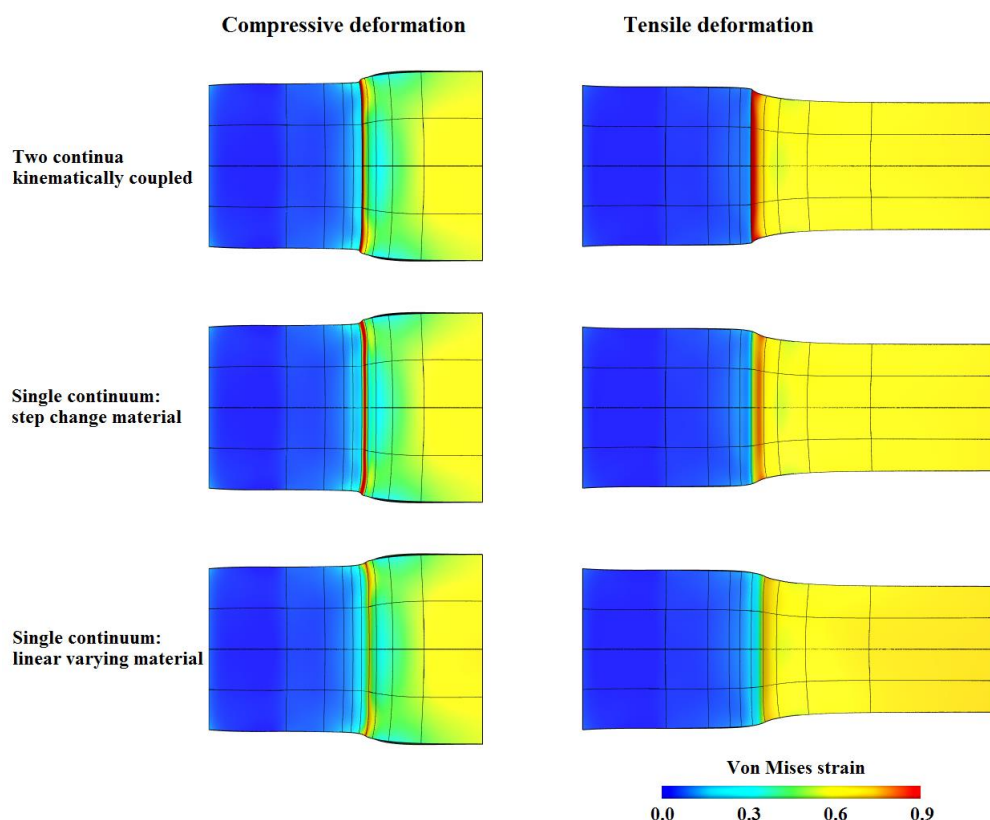 Compressive deformation
Tensile deformation
Two continua
kinematically coupled
Single continuum:
step change material
Single continuum:
linear varying material
Von Mises strain
0.0 0.3 0.6 0.9